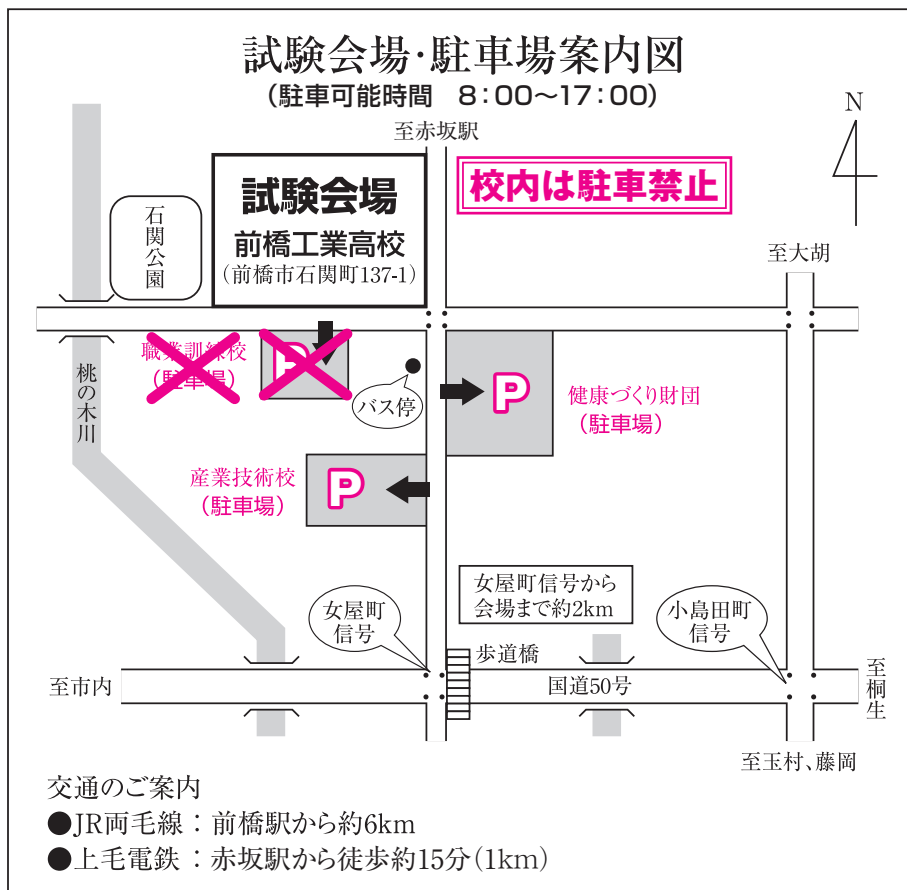 試験会場・駐車場案内図
(駐車可能時間　8：00〜17：00)
至赤坂駅
N
試験会場
前橋工業高校
(前橋市石関町137-1)
校内は駐車禁止
石関公園
至大胡
職業訓練校
(駐車場)
P
バス停
P
健康づくり財団
(駐車場)
桃の木川
産業技術校
(駐車場)
P
女屋町信号から
会場まで約2km
女屋町
信号
小島田町
信号
歩道橋
至市内
国道50号
至桐生
至玉村、藤岡
交通のご案内
●JR両毛線：前橋駅から約6km
●上毛電鉄：赤坂駅から徒歩約15分(1km)